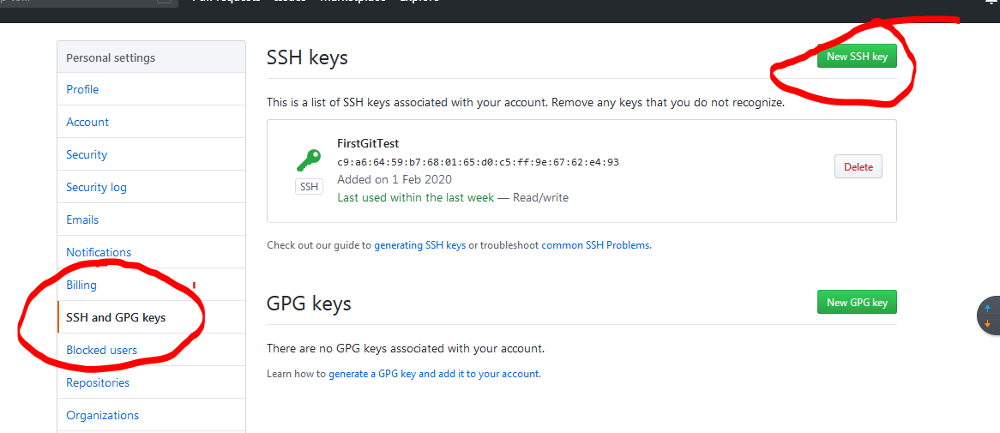 Personal settings
Profile
Account
Security
Security log
Emails
Notifications
Billing
SSH and GPG keys
Blocked users
Repositories
Organizations
SSH keys
New SSH key
This is a list of SSH keys associated with your account. Remove any keys that you do not recognize.
FirstGitTest
c9:a6:64:59:b7:68:01:65:d0:c5:ff:9e:67:62:e4:93
Added on 1 Feb 2020
Last used within the last week — Read/write
SSH
Delete
Check out our guide to generating SSH keys or troubleshoot common SSH Problems.
GPG keys
New GPG key
There are no GPG keys associated with your account.
Learn how to generate a GPG key and add it to your account.